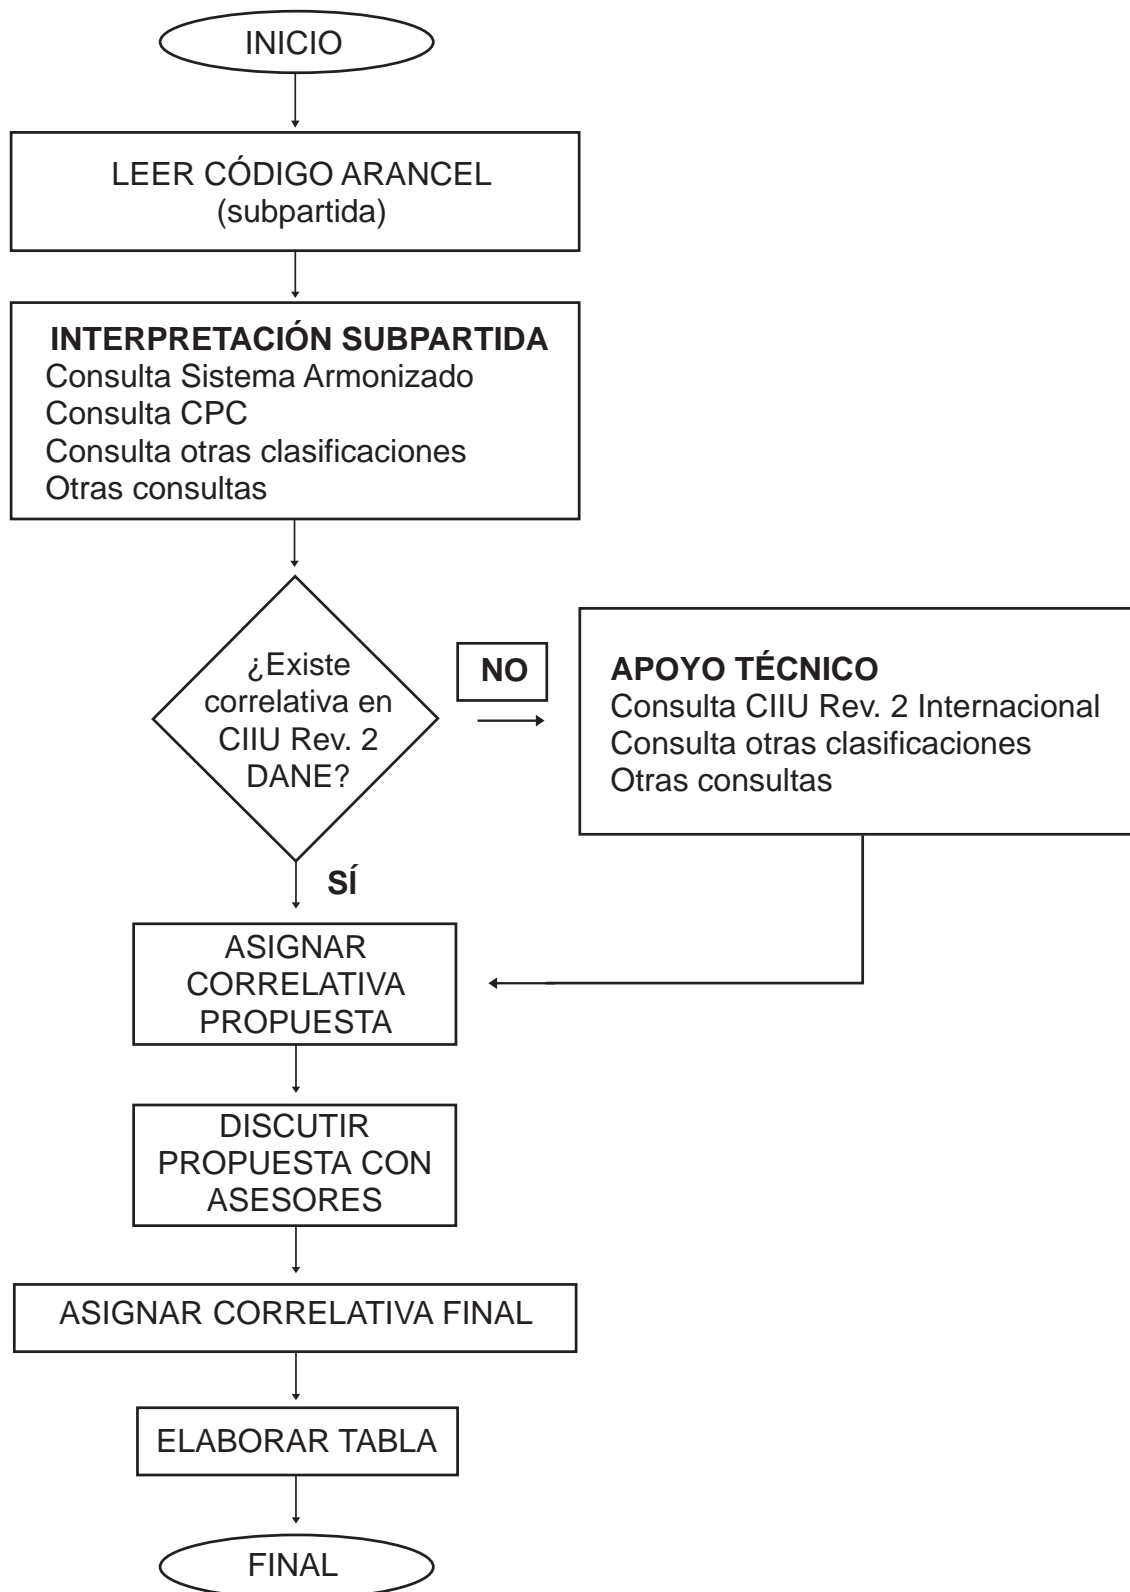 INICIO
LEER CÓDIGO ARANCEL
(subpartida)
INTERPRETACIÓN SUBPARTIDA
Consulta Sistema Armonizado
Consulta CPC
Consulta otras clasificaciones
Otras consultas
¿Existe
correlativa en
CIIU Rev. 2
DANE?
NO
APOYO TÉCNICO
Consulta CIIU Rev. 2 Internacional
Consulta otras clasificaciones
Otras consultas
SÍ
ASIGNAR
CORRELATIVA
PROPUESTA
DISCUTIR
PROPUESTA CON
ASESORES
ASIGNAR CORRELATIVA FINAL
ELABORAR TABLA
FINAL